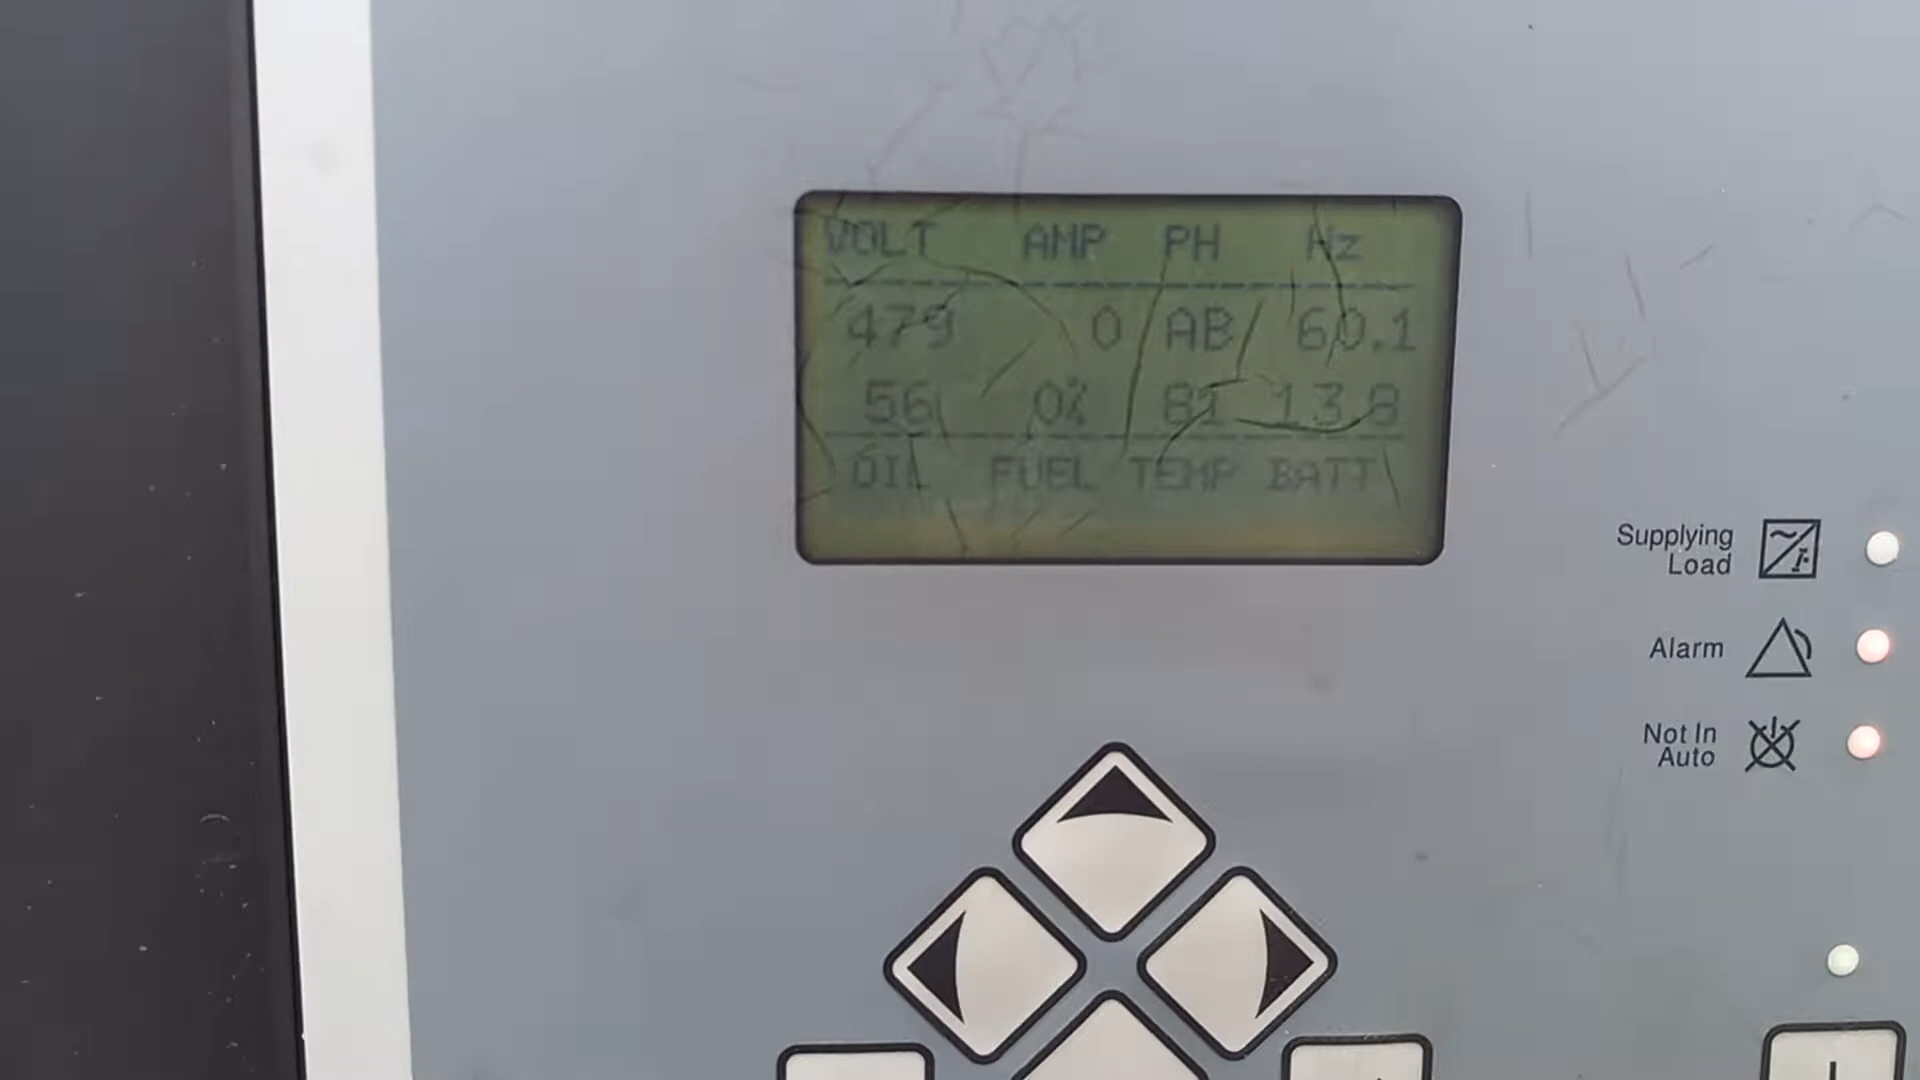 VOLT AMP PH Hz
479 0 AB 60.1
56 0% 81 13.8
OIL FUEL TEMP BATT
Supplying
Load
Alarm
Not In
Auto